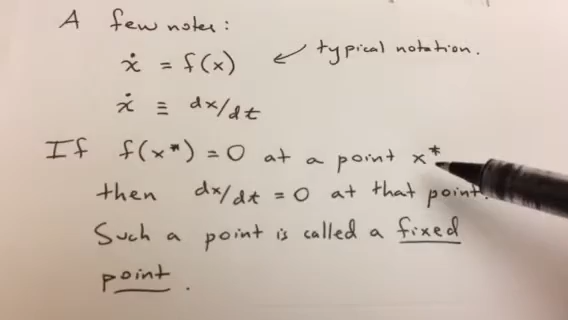 A few notes:
ẋ = f(x) ← typical notation.
ẋ ≡ dx/dt
If f(x*) = 0 at a point x*
then dx/dt = 0 at that point.
Such a point is called a fixed
point.